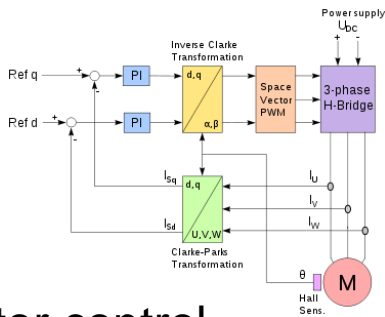 Power supply
U_DC
+ -
Inverse Clarke
Transformation
Ref q
+
-
PI
d,q
α,β
Space
Vector
PWM
3-phase
H-Bridge
Ref d
+
-
PI
I_Sq
d,q
U,V,W
I_U
I_V
I_W
I_Sd
Clarke-Parks
Transformation
θ
M
Hall
Sens.